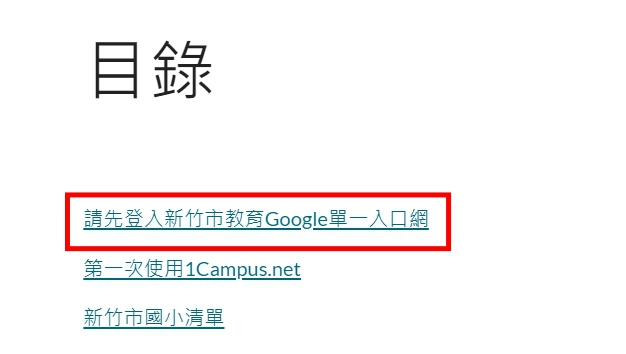 目錄
請先登入新竹市教育Google單一入口網
第一次使用1Campus.net
新竹市國小清單